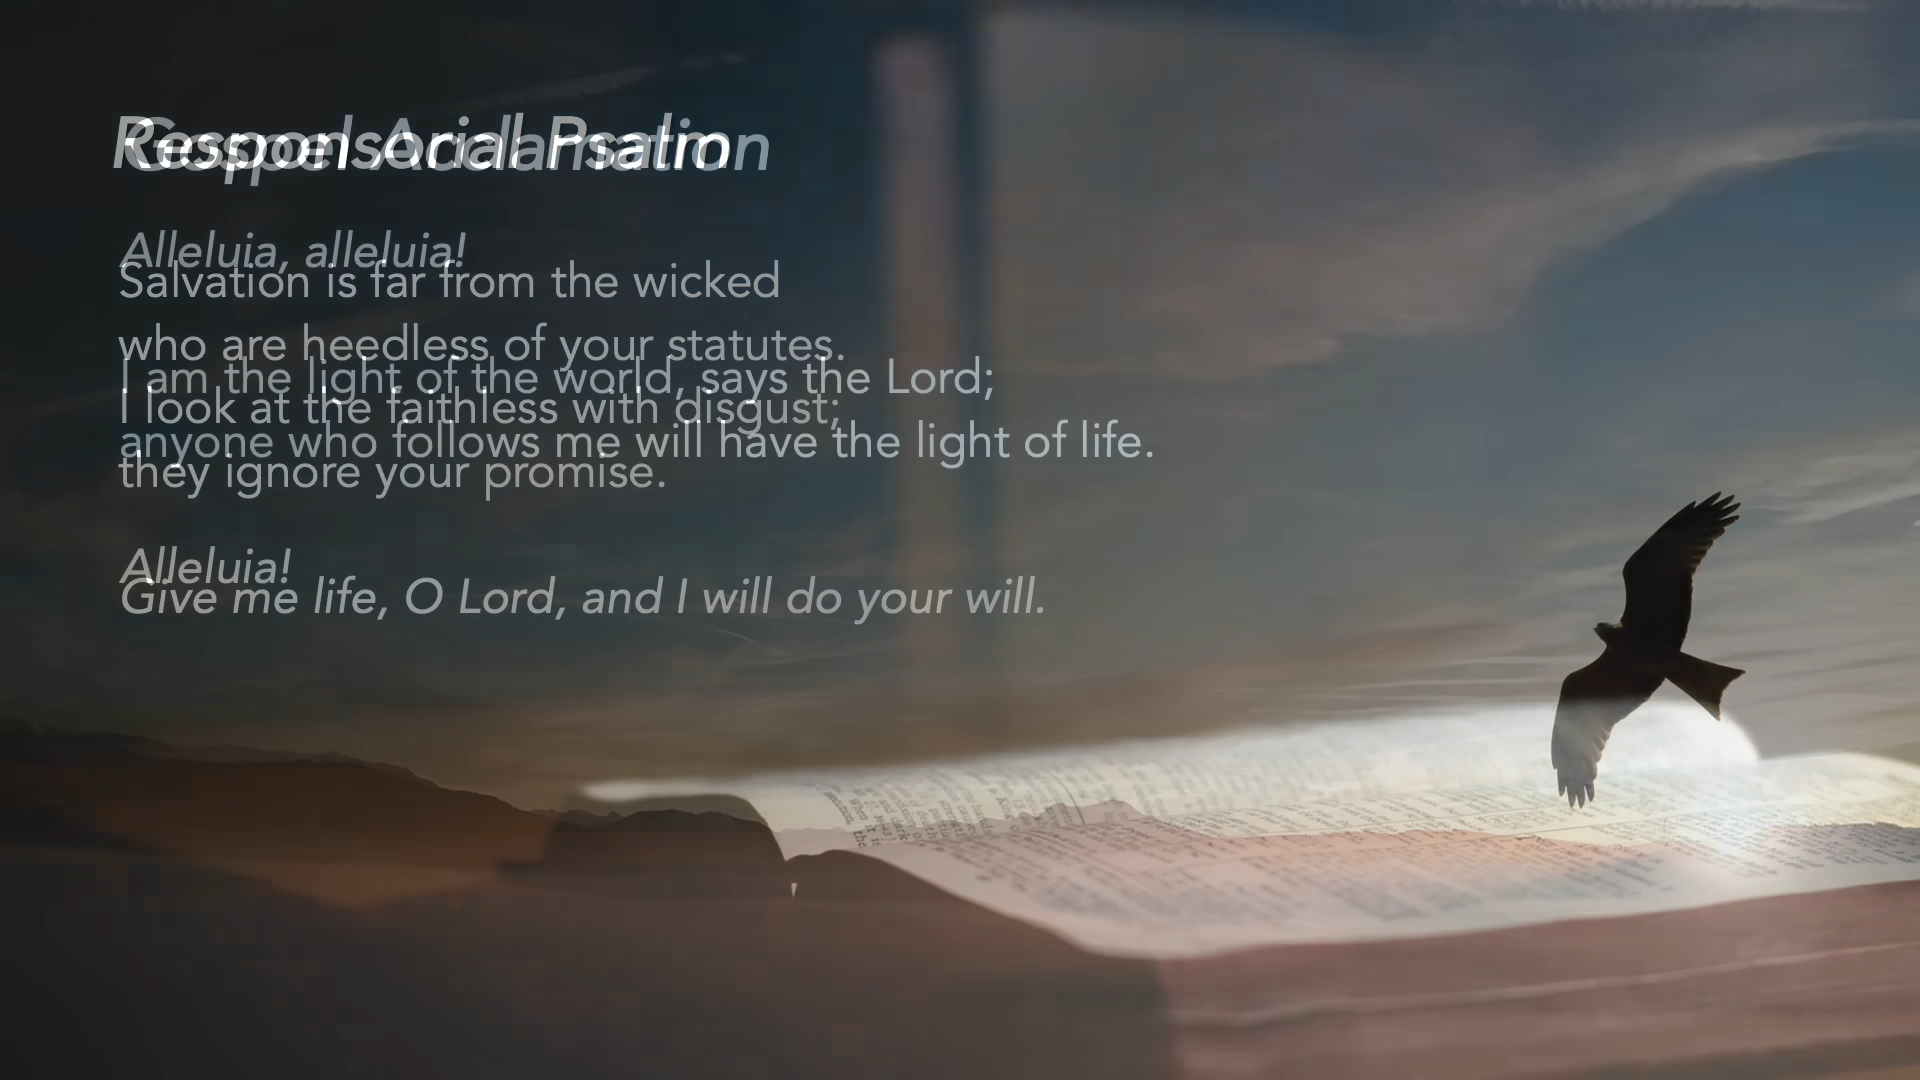 Responsorial Psalm
Salvation is far from the wicked
who are heedless of your statutes.
I look at the faithless with disgust;
they ignore your promise.
Give me life, O Lord, and I will do your will.
Gospel Acclamation
Alleluia, alleluia!
I am the light of the world, says the Lord;
anyone who follows me will have the light of life.
Alleluia!